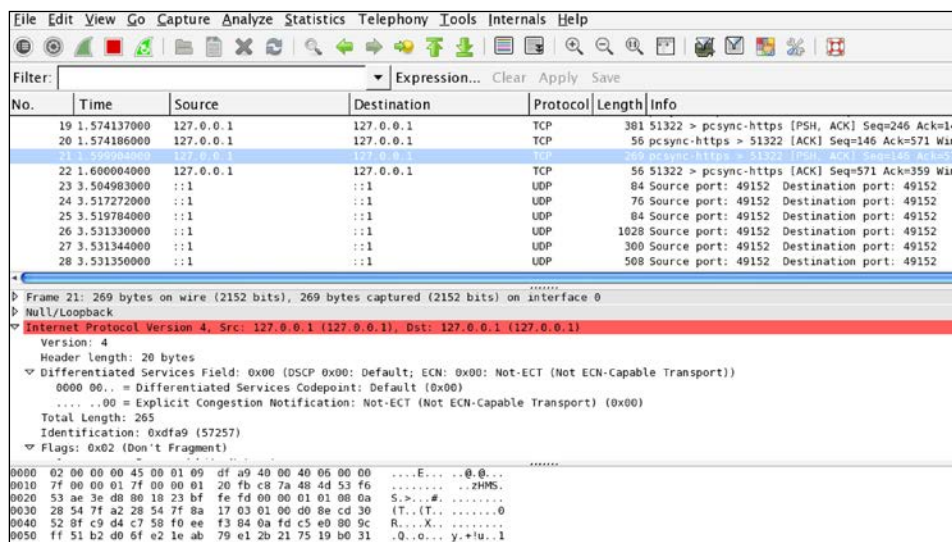 File Edit View Go Capture Analyze Statistics Telephony Tools Internals Help
Filter: Expression... Clear Apply Save
No. Time Source Destination Protocol Length Info
19 1.574137000 127.0.0.1 127.0.0.1 TCP 381 51322 > pcsync-https [PSH, ACK] Seq=246 Ack=14
20 1.574186000 127.0.0.1 127.0.0.1 TCP 56 pcsync-https > 51322 [ACK] Seq=146 Ack=571 Win
21 1.599904000 127.0.0.1 127.0.0.1 TCP 269 pcsync-https > 51322 [PSH, ACK] Seq=146 Ack=57
22 1.600004000 127.0.0.1 127.0.0.1 TCP 56 51322 > pcsync-https [ACK] Seq=571 Ack=359 Win
23 3.504983000 ::1 ::1 UDP 84 Source port: 49152 Destination port: 49152
24 3.517272000 ::1 ::1 UDP 76 Source port: 49152 Destination port: 49152
25 3.519784000 ::1 ::1 UDP 84 Source port: 49152 Destination port: 49152
26 3.531330000 ::1 ::1 UDP 1028 Source port: 49152 Destination port: 49152
27 3.531344000 ::1 ::1 UDP 300 Source port: 49152 Destination port: 49152
28 3.531350000 ::1 ::1 UDP 508 Source port: 49152 Destination port: 49152
Frame 21: 269 bytes on wire (2152 bits), 269 bytes captured (2152 bits) on interface 0
Null/Loopback
Internet Protocol Version 4, Src: 127.0.0.1 (127.0.0.1), Dst: 127.0.0.1 (127.0.0.1)
Version: 4
Header length: 20 bytes
Differentiated Services Field: 0x00 (DSCP 0x00: Default; ECN: 0x00: Not-ECT (Not ECN-Capable Transport))
0000 00.. = Differentiated Services Codepoint: Default (0x00)
.... ..00 = Explicit Congestion Notification: Not-ECT (Not ECN-Capable Transport) (0x00)
Total Length: 265
Identification: 0xdfa9 (57257)
Flags: 0x02 (Don't Fragment)
0000 02 00 00 00 45 00 01 09 df a9 40 00 40 06 00 00 ....E... ..@.@...
0010 7f 00 00 01 7f 00 00 01 20 fb c8 7a 48 4d 53 f6 ........ ..zHMS.
0020 53 ae 3e d8 80 18 23 bf fe fd 00 00 01 01 08 0a S.>...#. ........
0030 28 54 7f a2 28 54 7f 8a 17 03 01 00 d0 8e cd 30 (T..(T.. .......0
0040 52 8f c9 d4 c7 58 f0 ee f3 84 0a fd c5 e0 80 9c R....X.. ........
0050 ff 51 b2 d0 6f e2 1e ab 79 e1 2b 21 75 19 b0 31 .Q..o... y.+!u..1